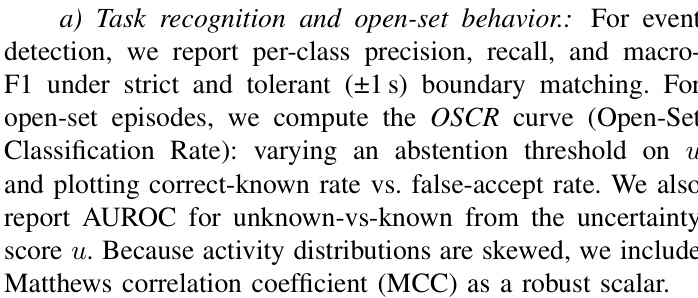 a) Task recognition and open-set behavior.: For event
detection, we report per-class precision, recall, and macro-
F1 under strict and tolerant (±1 s) boundary matching. For
open-set episodes, we compute the OSCR curve (Open-Set
Classification Rate): varying an abstention threshold on u
and plotting correct-known rate vs. false-accept rate. We also
report AUROC for unknown-vs-known from the uncertainty
score u. Because activity distributions are skewed, we include
Matthews correlation coefficient (MCC) as a robust scalar.